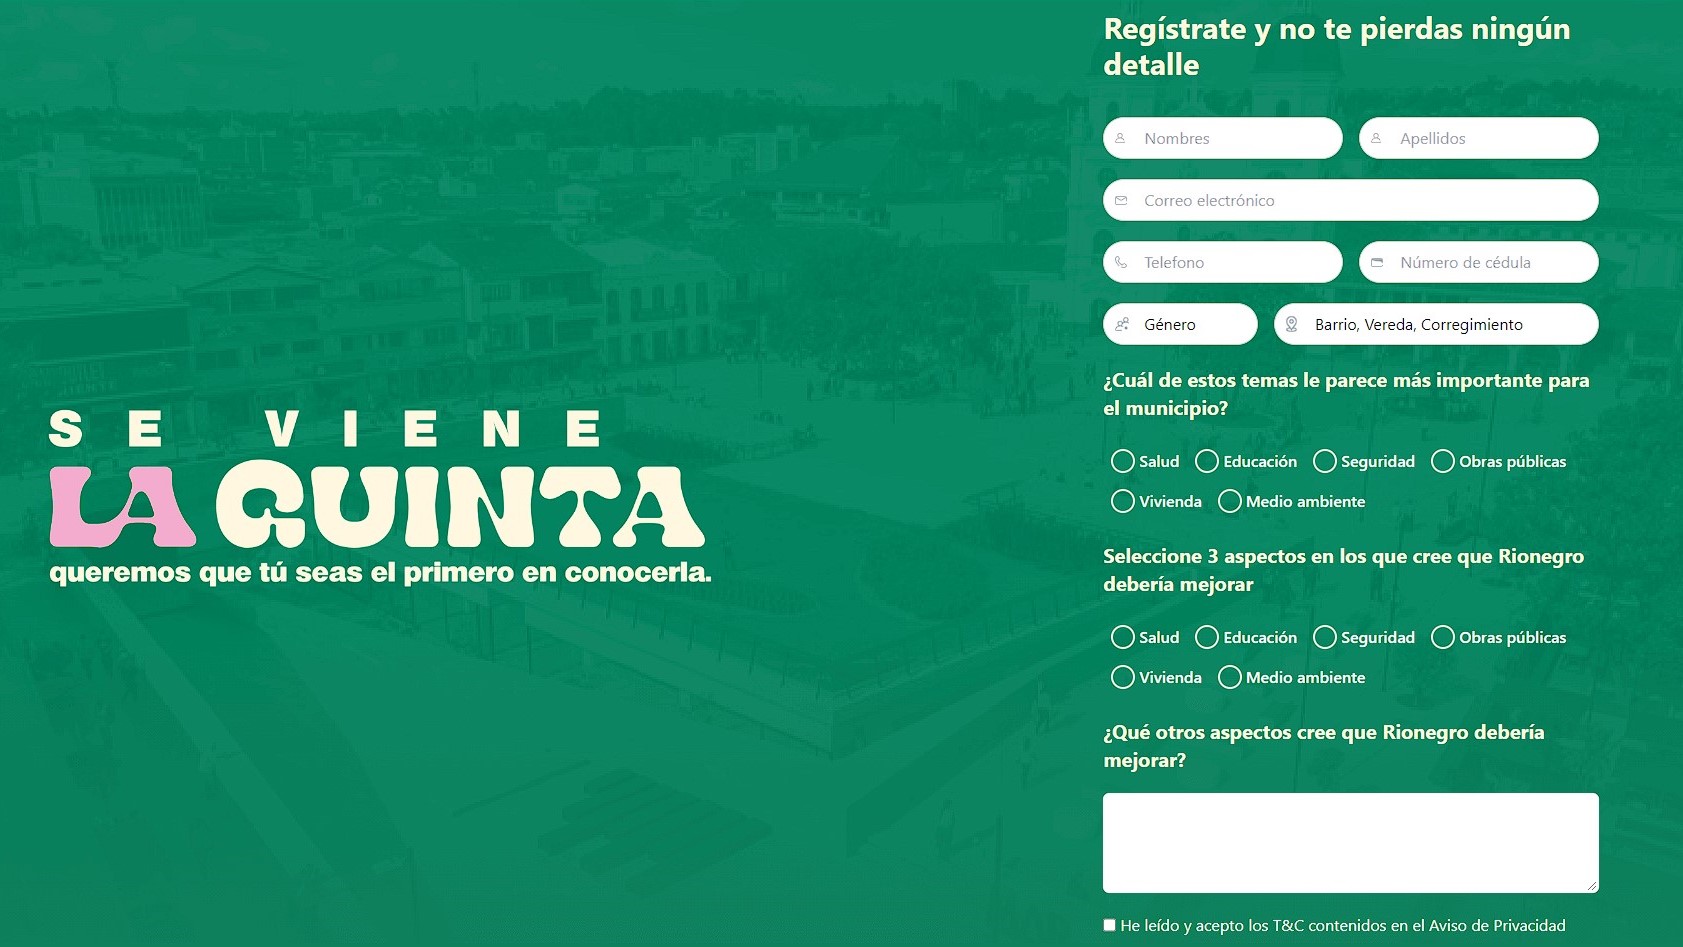 SE VIENE
LA QUINTA
queremos que tú seas el primero en conocerla.
Regístrate y no te pierdas ningún
detalle
Nombres
Apellidos
Correo electrónico
Telefono
Número de cédula
Género
Barrio, Vereda, Corregimiento
¿Cuál de estos temas le parece más importante para
el municipio?
Salud Educación Seguridad Obras públicas
Vivienda Medio ambiente
Seleccione 3 aspectos en los que cree que Rionegro
debería mejorar
Salud Educación Seguridad Obras públicas
Vivienda Medio ambiente
¿Qué otros aspectos cree que Rionegro debería
mejorar?
He leído y acepto los T&C contenidos en el Aviso de Privacidad